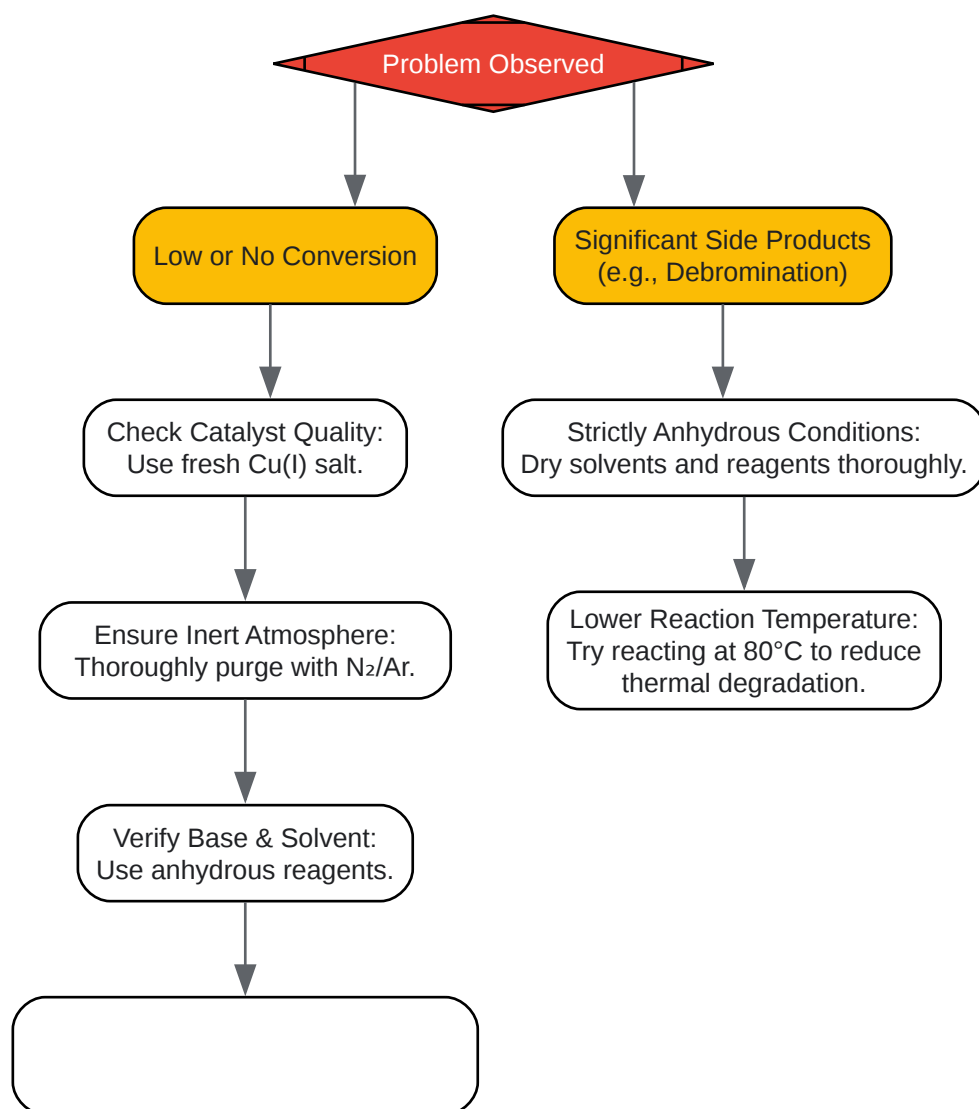 Problem Observed
Low or No Conversion
Significant Side Products
(e.g., Debromination)
Check Catalyst Quality:
Use fresh Cu(I) salt.
Strictly Anhydrous Conditions:
Dry solvents and reagents thoroughly.
Ensure Inert Atmosphere:
Thoroughly purge with N₂/Ar.
Lower Reaction Temperature:
Try reacting at 80°C to reduce
thermal degradation.
Verify Base & Solvent:
Use anhydrous reagents.